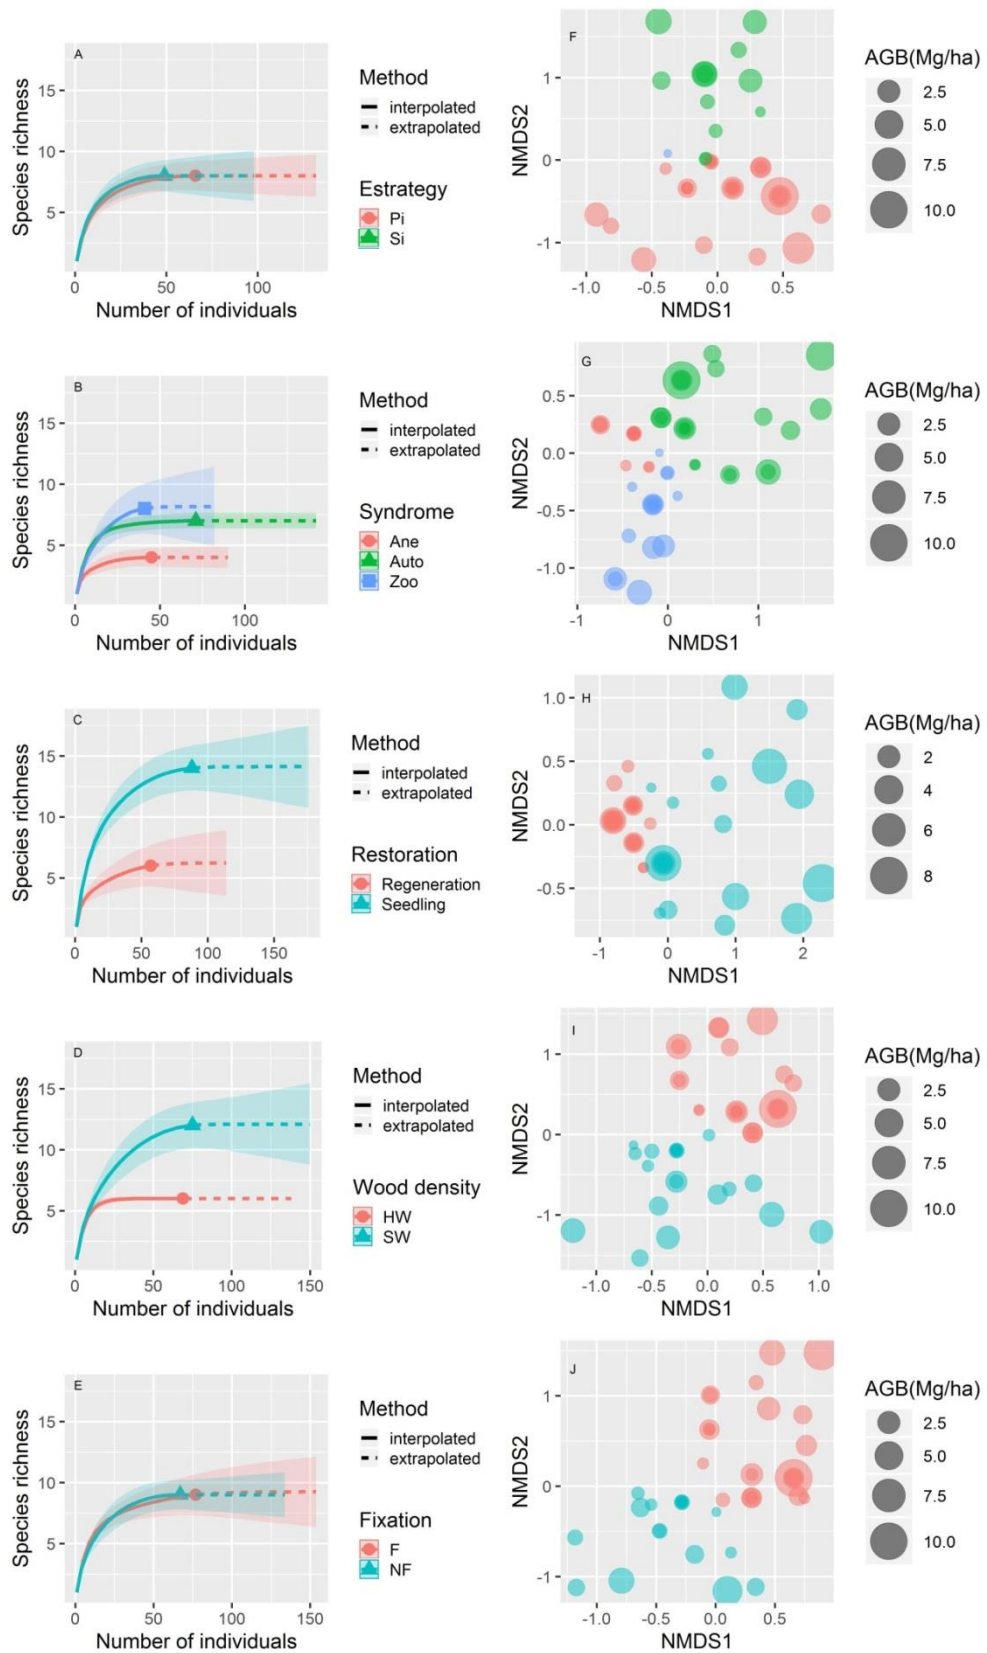 A
Species richness
15
10
5
0
50
100
Number of individuals
Method
interpolated
extrapolated
Estrategy
Pi
Si
F
NMDS2
1
0
-1
-1.0
-0.5
0.0
0.5
NMDS1
AGB(Mg/ha)
2.5
5.0
7.5
10.0
B
Species richness
15
10
5
0
50
100
Number of individuals
Method
interpolated
extrapolated
Syndrome
Ane
Auto
Zoo
G
NMDS2
0.5
0.0
-0.5
-1.0
-1
0
1
NMDS1
AGB(Mg/ha)
2.5
5.0
7.5
10.0
C
Species richness
15
10
5
0
50
100
150
Number of individuals
Method
interpolated
extrapolated
Restoration
Regeneration
Seedling
H
NMDS2
1.0
0.5
0.0
-0.5
-1
0
1
2
NMDS1
AGB(Mg/ha)
2
4
6
8
D
Species richness
15
10
5
0
50
100
150
Number of individuals
Method
interpolated
extrapolated
Wood density
HW
SW
I
NMDS2
1
0
-1
-1.0
-0.5
0.0
0.5
1.0
NMDS1
AGB(Mg/ha)
2.5
5.0
7.5
10.0
E
Species richness
15
10
5
0
50
100
150
Number of individuals
Method
interpolated
extrapolated
Fixation
F
NF
J
NMDS2
1
0
-1
-1.0
-0.5
0.0
0.5
NMDS1
AGB(Mg/ha)
2.5
5.0
7.5
10.0